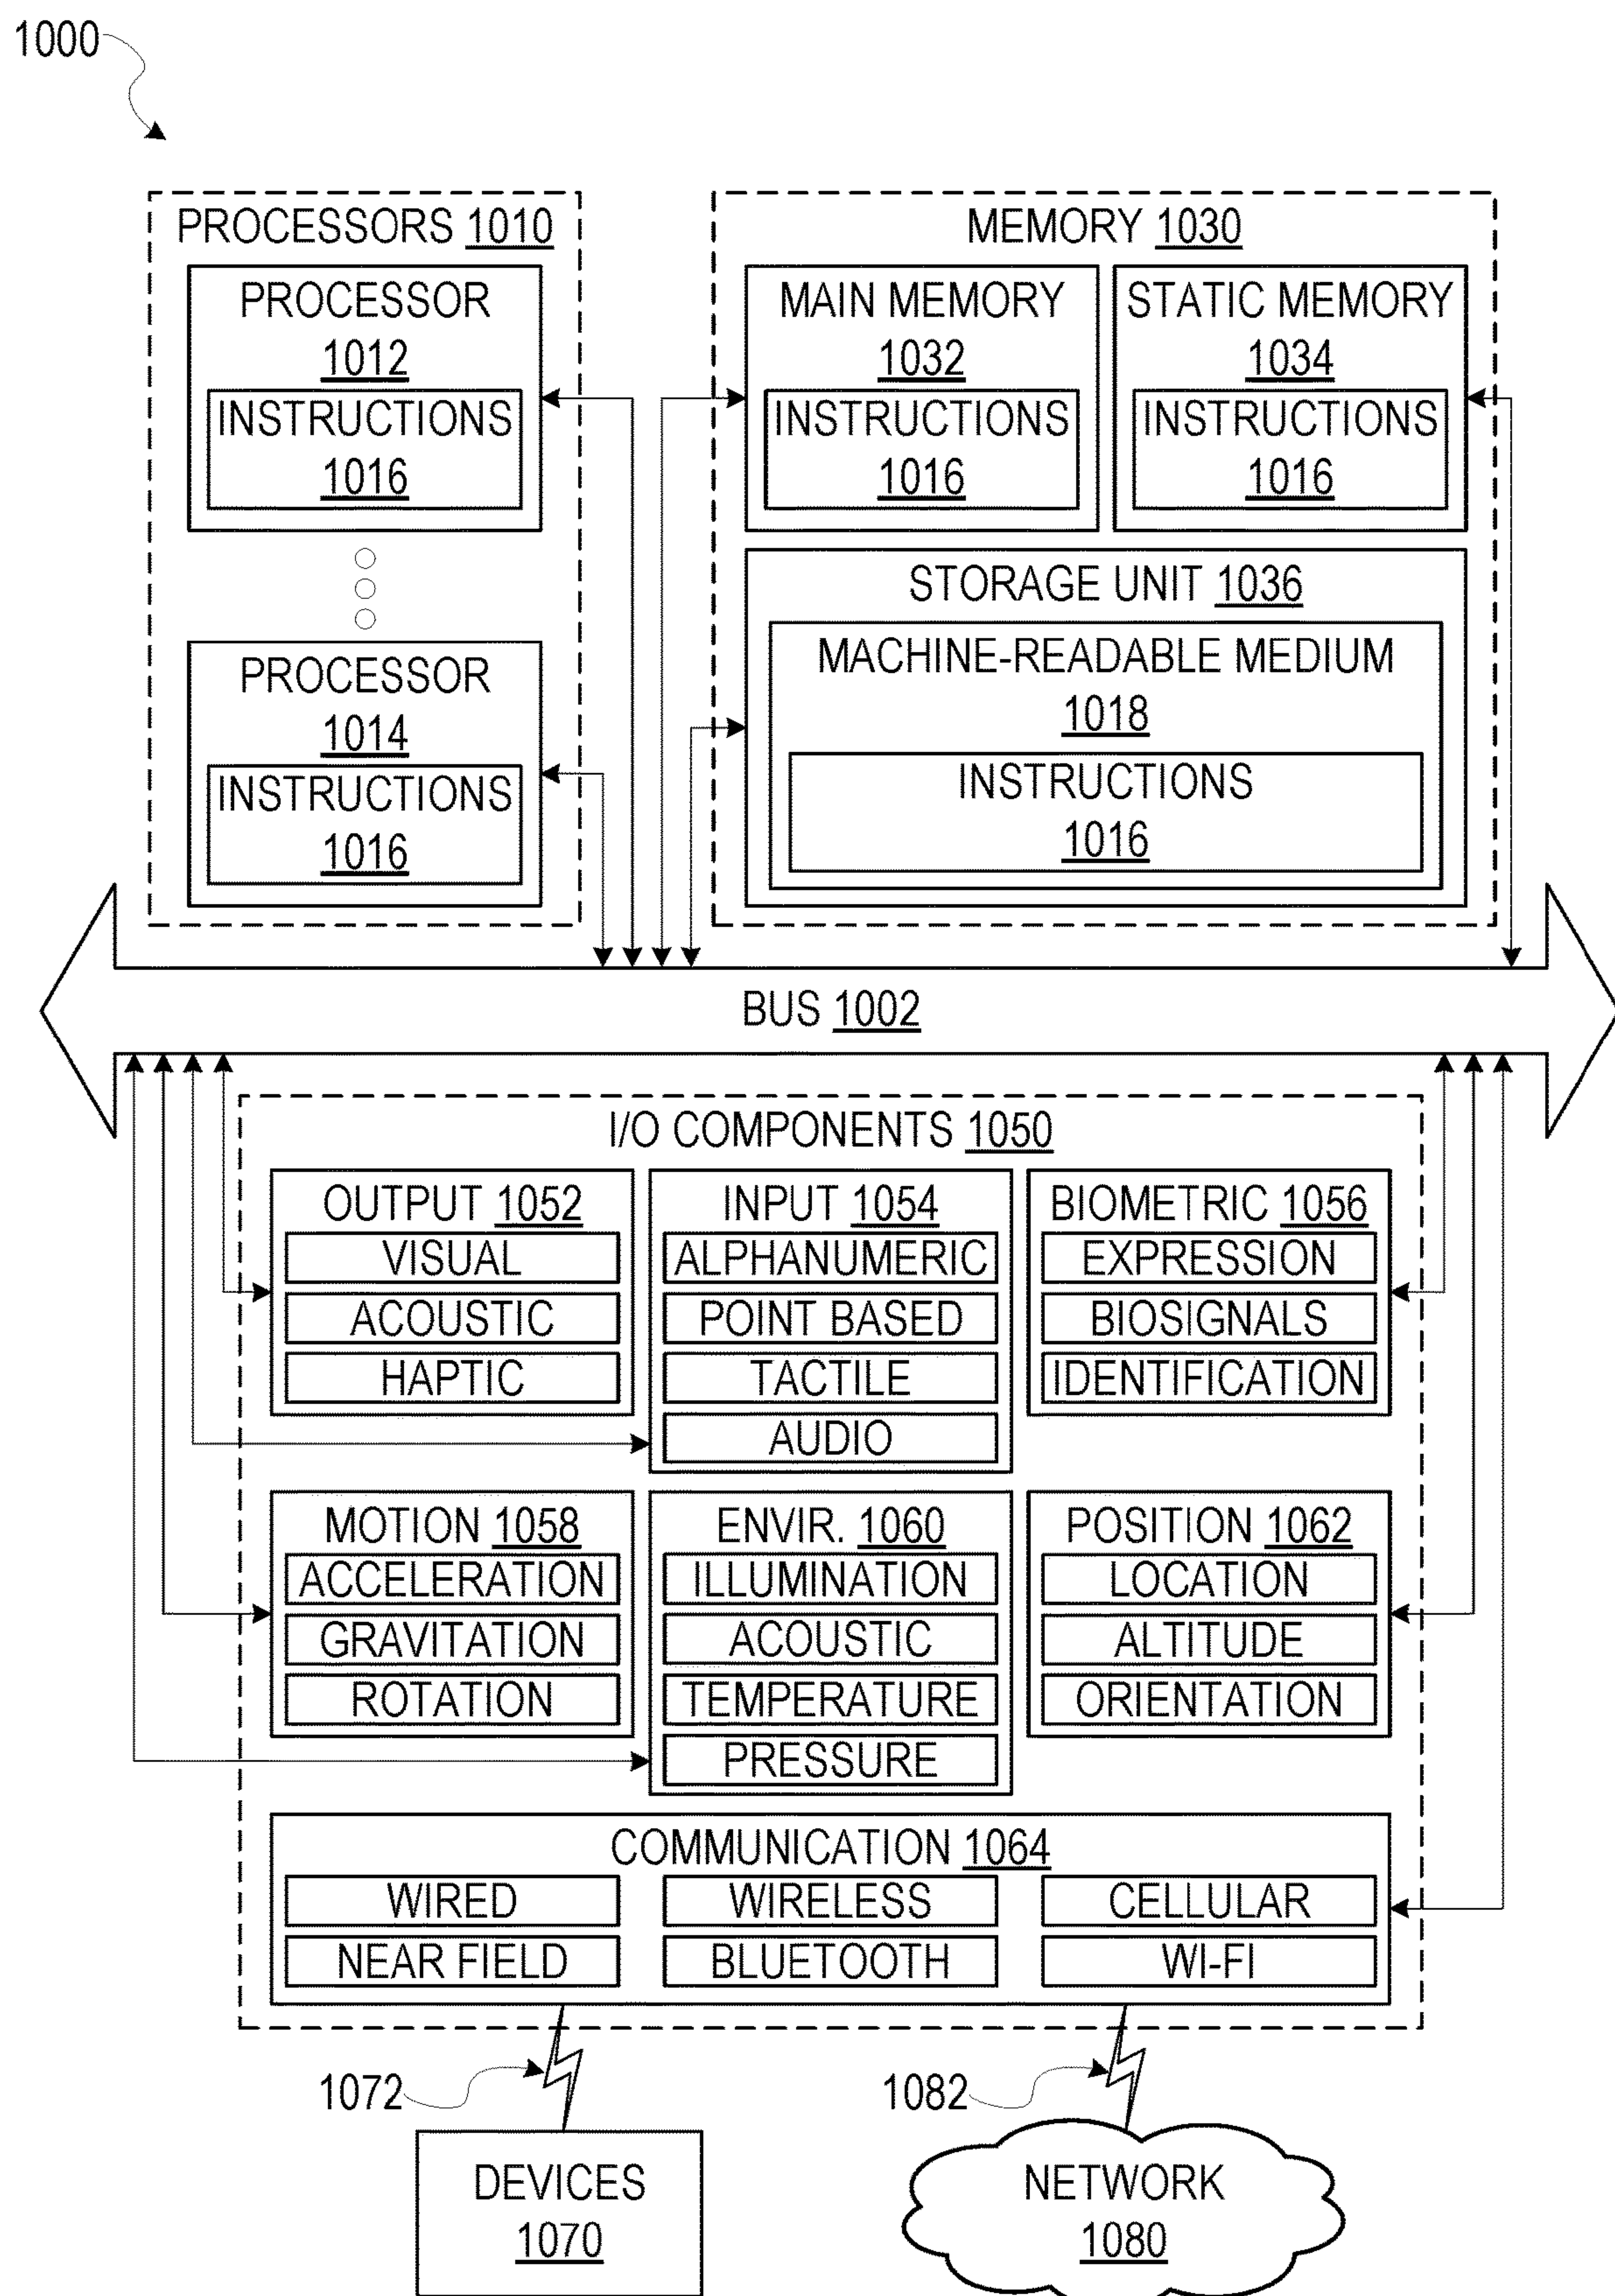 1000
PROCESSORS 1010
PROCESSOR
1012
INSTRUCTIONS
1016
PROCESSOR
1014
INSTRUCTIONS
1016
MEMORY 1030
MAIN MEMORY
1032
INSTRUCTIONS
1016
STATIC MEMORY
1034
INSTRUCTIONS
1016
STORAGE UNIT 1036
MACHINE-READABLE MEDIUM
1018
INSTRUCTIONS
1016
BUS 1002
I/O COMPONENTS 1050
OUTPUT 1052
VISUAL
ACOUSTIC
HAPTIC
INPUT 1054
ALPHANUMERIC
POINT BASED
TACTILE
AUDIO
BIOMETRIC 1056
EXPRESSION
BIOSIGNALS
IDENTIFICATION
MOTION 1058
ACCELERATION
GRAVITATION
ROTATION
ENVIR. 1060
ILLUMINATION
ACOUSTIC
TEMPERATURE
PRESSURE
POSITION 1062
LOCATION
ALTITUDE
ORIENTATION
COMMUNICATION 1064
WIRED
WIRELESS
CELLULAR
NEAR FIELD
BLUETOOTH
WI-FI
1072
1082
DEVICES
1070
NETWORK
1080